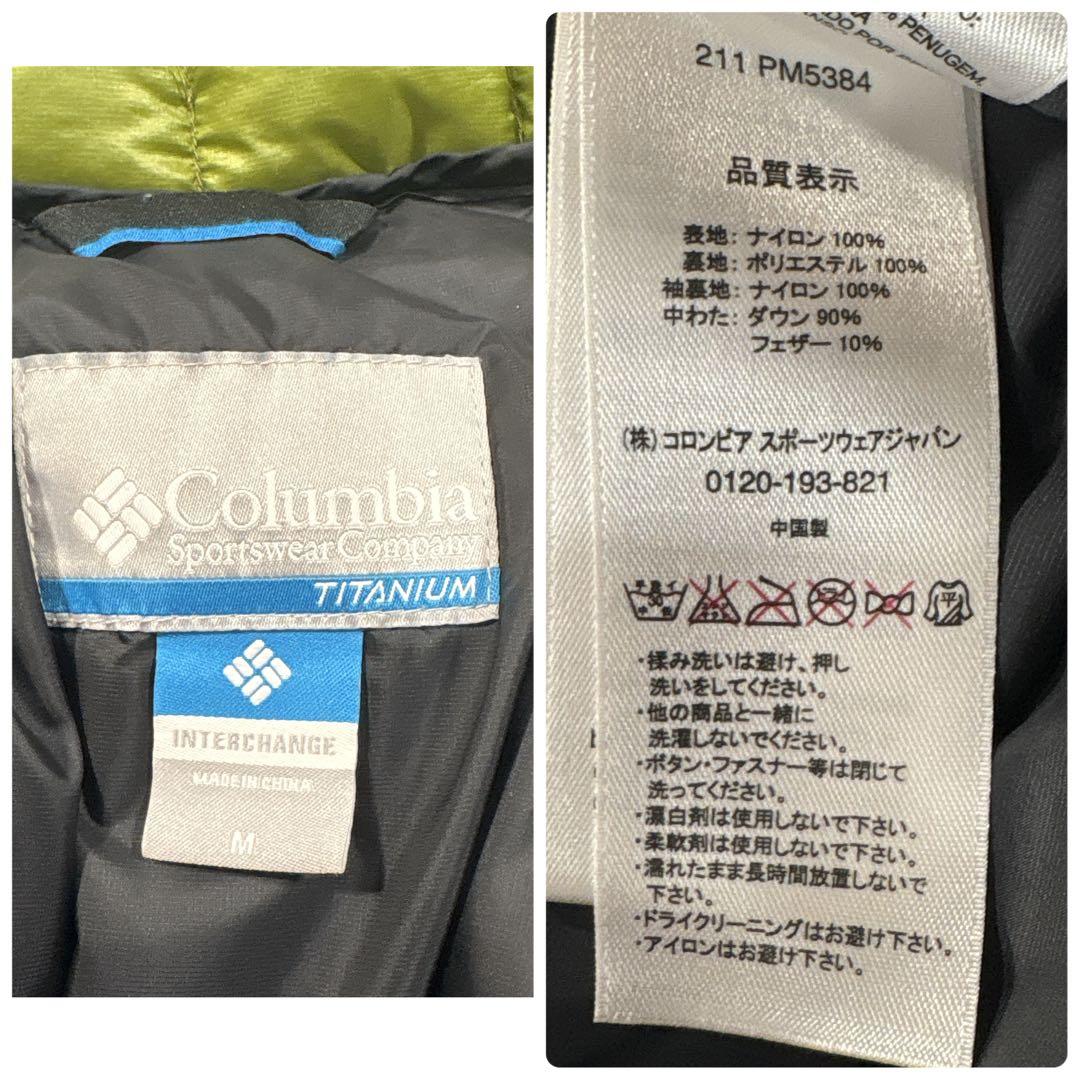 Columbia
Sportswear Company
TITANIUM
INTERCHANGE
MADE IN CHINA
M
PENUGEM.
211 PM5384
品質表示
表地: ナイロン 100%
裏地: ポリエステル 100%
袖裏地: ナイロン 100%
中わた: ダウン 90%
フェザー 10%
(株) コロンビア スポーツウェアジャパン
0120-193-821
中国製
平
・揉み洗いは避け、押し
洗いをしてください。
・他の商品と一緒に
洗濯しないでください。
・ボタン・ファスナー等は閉じて
洗ってください。
・漂白剤は使用しないで下さい。
・柔軟剤は使用しないで下さい。
・濡れたまま長時間放置しないで
下さい。
・ドライクリーニングはお避け下さい。
・アイロンはお避け下さい。